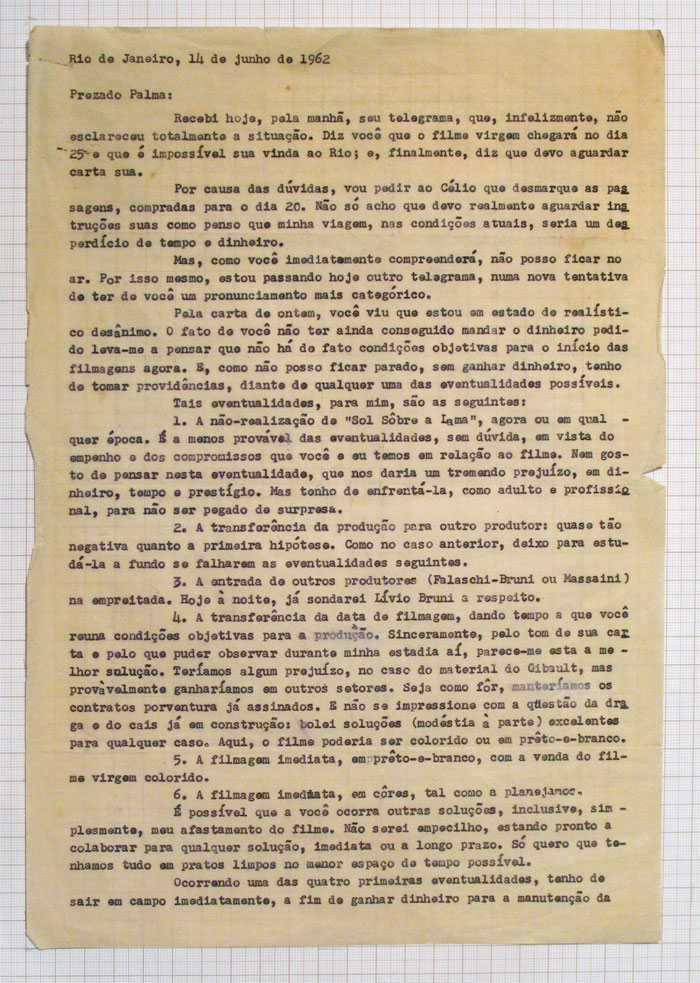 Rio de Janeiro, 14 de junho de 1962
Prezado Palma:
Recebi hoje, pela manhã, seu telegrama, que, infelizmente, não
esclareceu totalmente a situação. Diz você que o filme virgem chegará no dia
25 e que é impossível sua vinda ao Rio; e, finalmente, diz que devo aguardar
carta sua.
Por causa das dúvidas, vou pedir ao Célio que desmarque as pas
sagens, compradas para o dia 20. Não só acho que devo realmente aguardar ins
truções suas como penso que minha viagem, nas condições atuais, seria um des
perdício de tempo e dinheiro.
Mas, como você imediatamente compreenderá, não posso ficar no
ar. Por isso mesmo, estou passando hoje outro telegrama, numa nova tentativa
de ter de você um pronunciamento mais categórico.
Pela carta de ontem, você viu que estou em estado de realísti-
co desânimo. O fato de você não ter ainda conseguido mandar o dinheiro pedi-
do leva-me a pensar que não há de fato condições objetivas para o início das
filmagens agora. E, como não posso ficar parado, sem ganhar dinheiro, tenho
de tomar providências, diante de qualquer uma das eventualidades possíveis.
Tais eventualidades, para mim, são as seguintes:
1. A não-realização de "Sol Sôbre a Lama", agora ou em qual -
quer época. É a menos provável das eventualidades, sem dúvida, em vista do
empenho e dos compromissos que você e eu temos em relação ao filme. Nem gos-
to de pensar nesta eventualidade, que nos daria um tremendo prejuízo, em di-
nheiro, tempo e prestígio. Mas tenho de enfrentá-la, como adulto e profissio
nal, para não ser pegado de surpresa.
2. A transferência da produção para outro produtor: quase tão
negativa quanto a primeira hipótese. Como no caso anterior, deixo para estu-
dá-la a fundo se falharem as eventualidades seguintes.
3. A entrada de outros produtores (Falaschi-Bruni ou Massaini)
na empreitada. Hoje à noite, já sondarei Lívio Bruni a respeito.
4. A transferência da data de filmagem, dando tempo a que você
reuna condições objetivas para a produção. Sinceramente, pelo tom de sua car
ta e pelo que puder observar durante minha estadia aí, parece-me esta a me -
lhor solução. Teríamos algum prejuízo, no caso do material do Gibault, mas
provàvelmente ganharíamos em outros setores. Seja como fôr, manteríamos os
contratos porventura já assinados. E não se impressione com a qüestão da dra
ga e do cais já em construção: bolei soluções (modéstia à parte) excelentes
para qualquer caso. Aqui, o filme poderia ser colorido ou em prêto-e-branco.
5. A filmagem imediata, em prêto-e-branco, com a venda do fil-
me virgem colorido.
6. A filmagem imediata, em côres, tal como a planejamos.
É possível que a você ocorra outras soluções, inclusive, sim -
plesmente, meu afastamento do filme. Não serei empecilho, estando pronto a
colaborar para qualquer solução, imediata ou a longo prazo. Só quero que te-
nhamos tudo em pratos limpos no menor espaço de tempo possível.
Ocorrendo uma das quatro primeiras eventualidades, tenho de
sair em campo imediatamente, a fim de ganhar dinheiro para a manutenção da